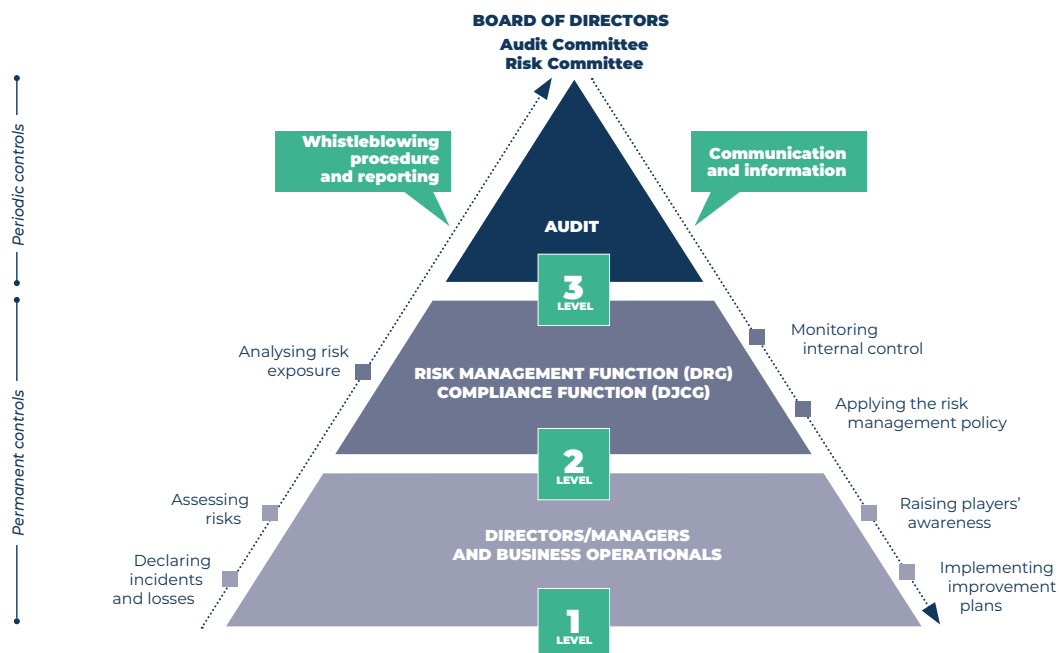 BOARD OF DIRECTORS
Audit Committee
Risk Committee
Periodic controls
Whistleblowing
procedure
and reporting
Communication
and information
AUDIT
3
LEVEL
Permanent controls
Analysing risk
exposure
Monitoring
internal control
RISK MANAGEMENT FUNCTION (DRG)
COMPLIANCE FUNCTION (DJCG)
Applying the risk
management policy
2
LEVEL
Assessing
risks
Raising players’
awareness
DIRECTORS/MANAGERS
AND BUSINESS OPERATIONALS
Declaring
incidents
and losses
Implementing
improvement
plans
1
LEVEL